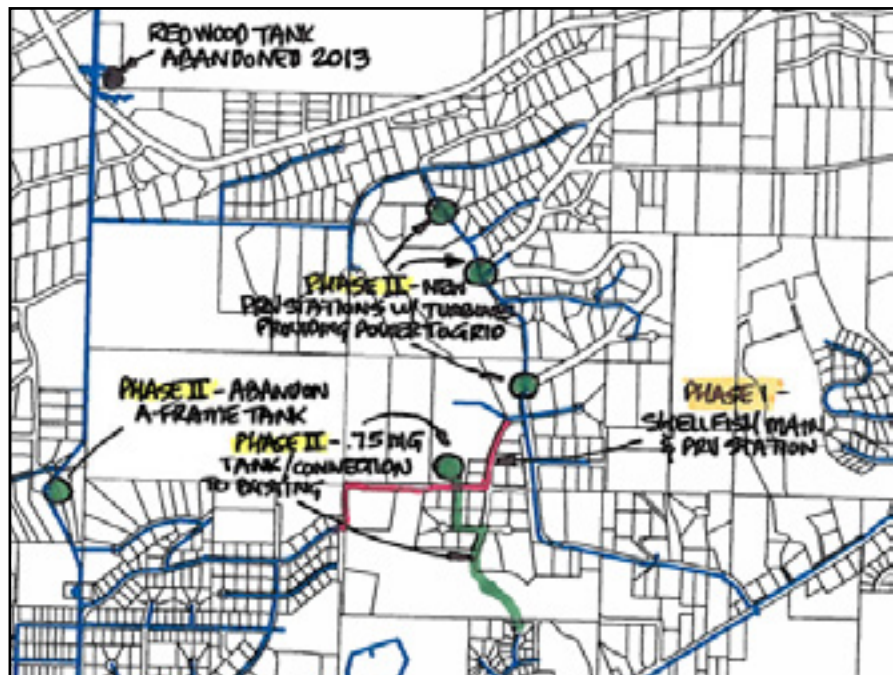 REDWOOD TANK
ABANDONED 2013
PHASE II - NEW
PRV STATIONS W/ TURBINES
PROVIDING POWER TO GRID
PHASE II - ABANDON
A-FRAME TANK
PHASE II - .75 MG
TANK/CONNECTION
TO EXISTING
PHASE I -
SHELLFISH MAIN
& PRV STATION